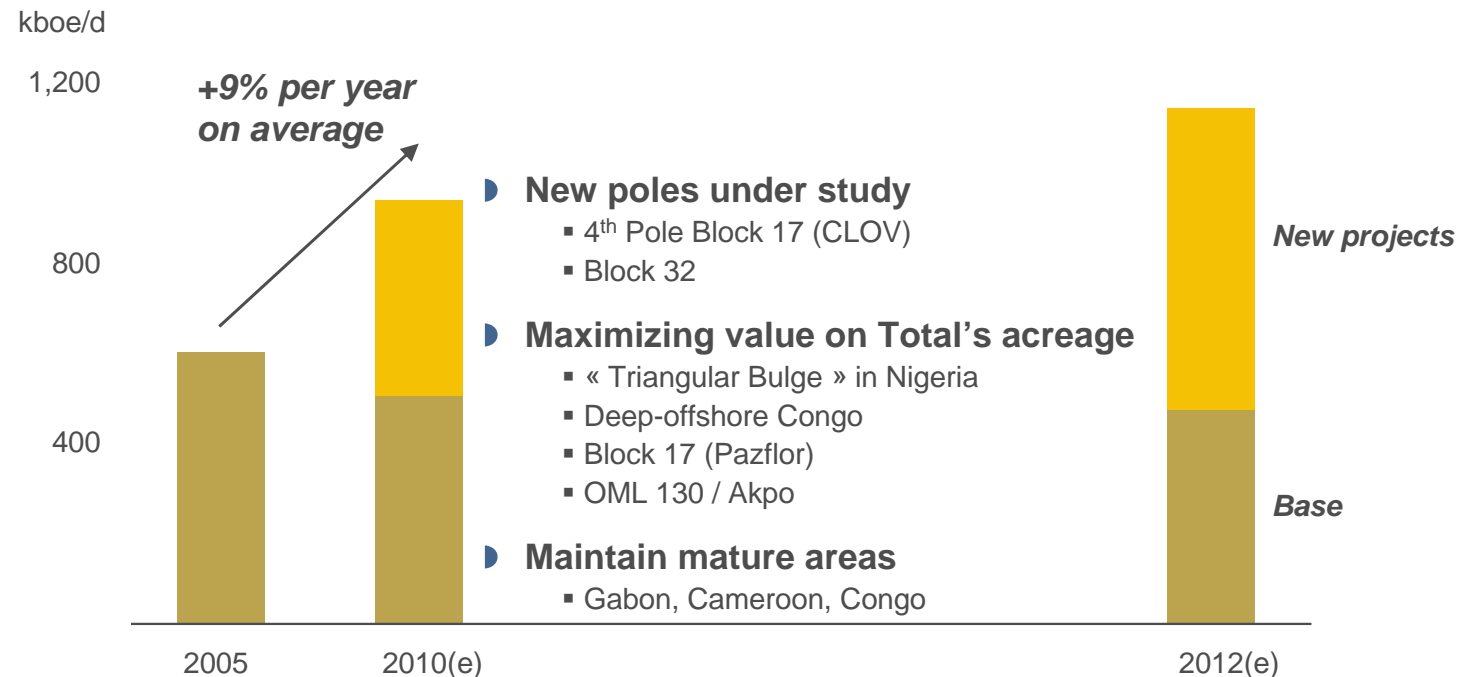 kboe/d
1,200
800
400
+9% per year
on average
◗ New poles under study
▪ 4th Pole Block 17 (CLOV)
▪ Block 32
◗ Maximizing value on Total’s acreage
▪ « Triangular Bulge » in Nigeria
▪ Deep-offshore Congo
▪ Block 17 (Pazflor)
▪ OML 130 / Akpo
◗ Maintain mature areas
▪ Gabon, Cameroon, Congo
New projects
Base
2005
2010(e)
2012(e)